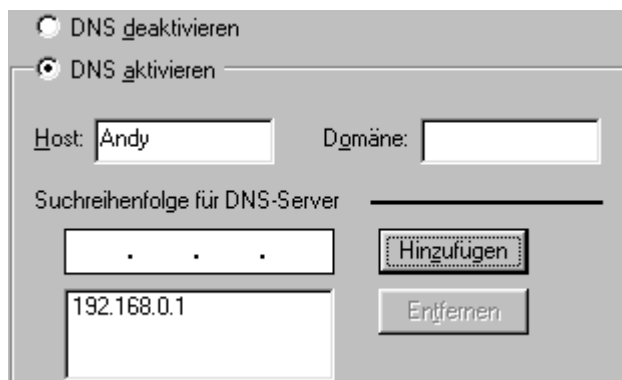 DNS deaktivieren
DNS aktivieren
Host: Andy Domäne:
Suchreihenfolge für DNS-Server
. . . Hinzufügen
192.168.0.1 Entfernen